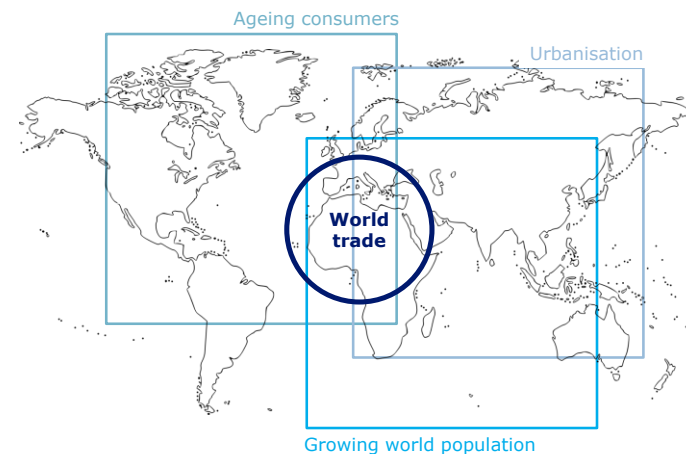 Ageing consumers
Urbanisation
World
trade
Growing world population